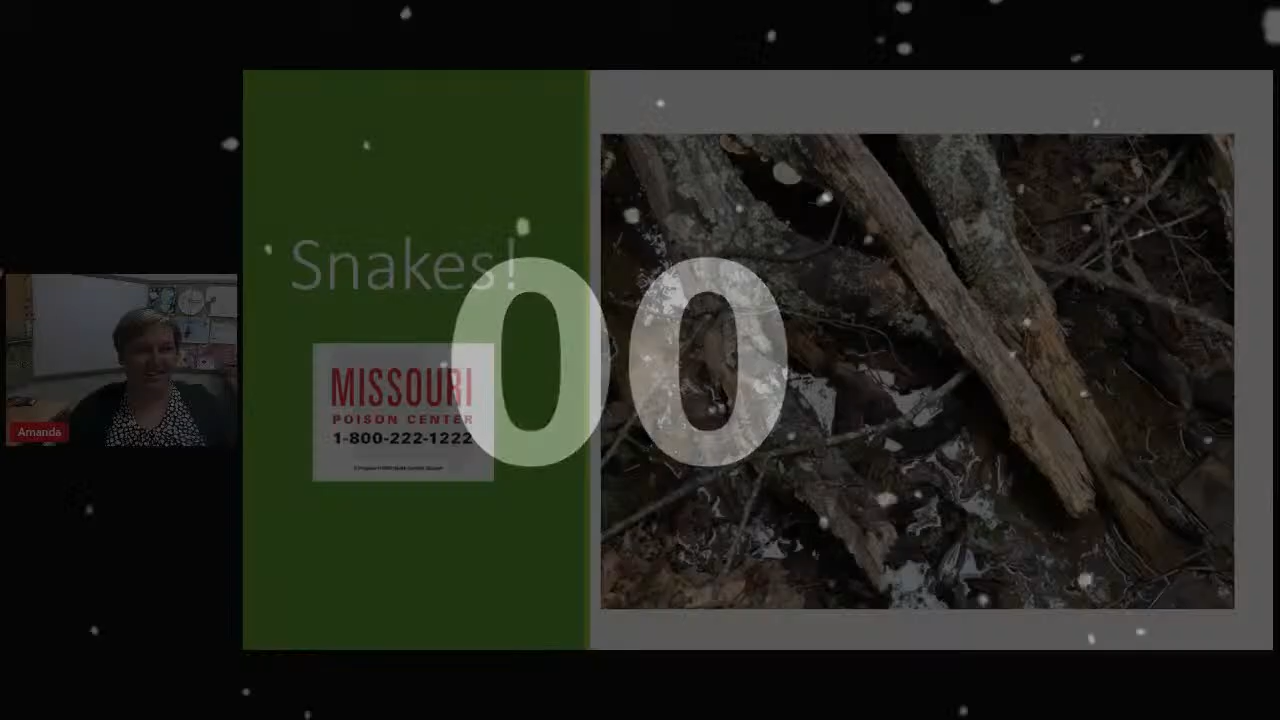 Snakes!
00
MISSOURI
POISON CENTER
1-800-222-1222
Amanda